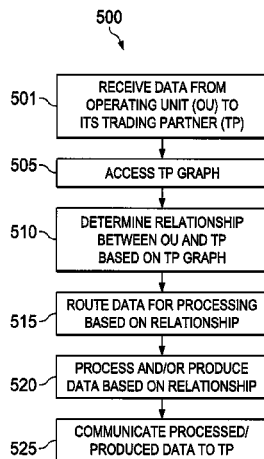 500
501
RECEIVE DATA FROM
OPERATING UNIT (OU) TO
ITS TRADING PARTNER (TP)
505
ACCESS TP GRAPH
510
DETERMINE RELATIONSHIP
BETWEEN OU AND TP
BASED ON TP GRAPH
515
ROUTE DATA FOR PROCESSING
BASED ON RELATIONSHIP
520
PROCESS AND/OR PRODUCE
DATA BASED ON RELATIONSHIP
525
COMMUNICATE PROCESSED/
PRODUCED DATA TO TP